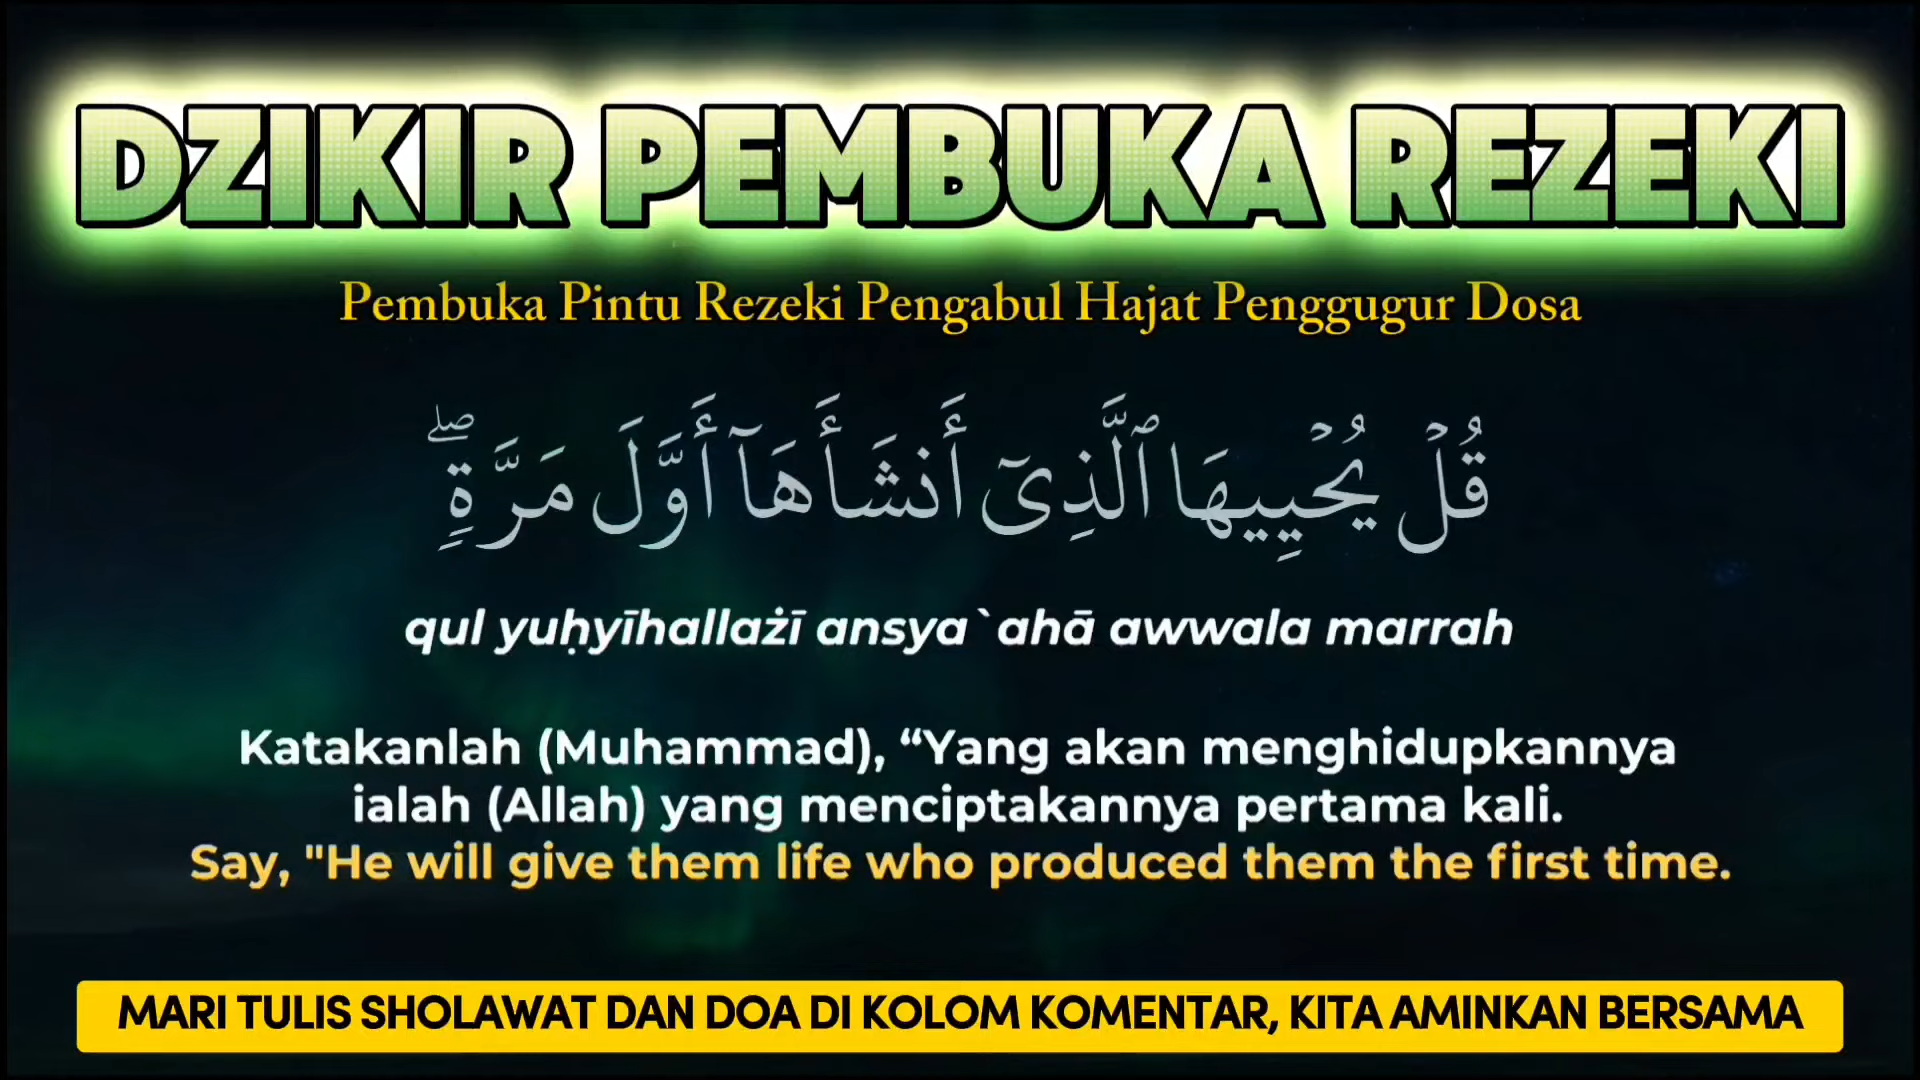 DZIKIR PEMBUKA REZEKI
Pembuka Pintu Rezeki Pengabul Hajat Penggugur Dosa
قُلْ يُحْيِيهَا ٱلَّذِىٓ أَنشَأَهَآ أَوَّلَ مَرَّةٍۖ
qul yuḥyīhallażī ansya`ahā awwala marrah
Katakanlah (Muhammad), “Yang akan menghidupkannya
ialah (Allah) yang menciptakannya pertama kali.
Say, "He will give them life who produced them the first time.
MARI TULIS SHOLAWAT DAN DOA DI KOLOM KOMENTAR, KITA AMINKAN BERSAMA